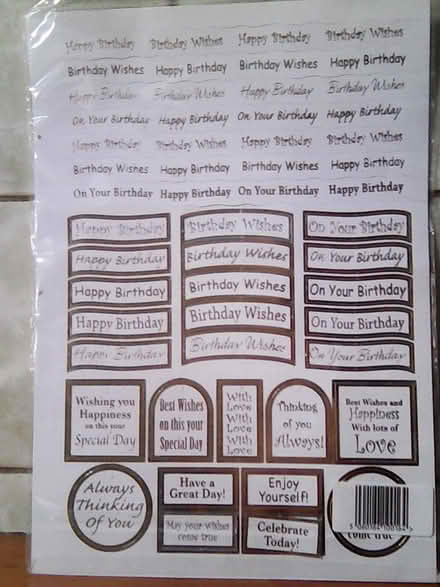 Happy Birthday Birthday Wishes Happy Birthday Birthday Wishes
Birthday Wishes Happy Birthday Birthday Wishes Happy Birthday
Happy Birthday Birthday Wishes Happy Birthday Birthday Wishes
On Your Birthday Happy Birthday On Your Birthday Happy Birthday
Happy Birthday Birthday Wishes Happy Birthday Birthday Wishes
Birthday Wishes Happy Birthday Birthday Wishes Happy Birthday
On Your Birthday Happy Birthday On Your Birthday Happy Birthday
Happy Birthday Birthday Wishes On Your Birthday
Happy Birthday Birthday Wishes On Your Birthday
Happy Birthday Birthday Wishes On Your Birthday
Happy Birthday Birthday Wishes On Your Birthday
Happy Birthday Birthday Wishes On Your Birthday
Wishing you
Happiness
on this your
Special Day
Best Wishes
on this your
Special Day
With
Love
With
Love
With
Love
Thinking
of you
Always!
Best Wishes and
Happiness
With lots of
Love
Always
Thinking
Of You
Have a
Great Day!
May your wishes
come true
Enjoy
Yourself!
Celebrate
Today!
come true